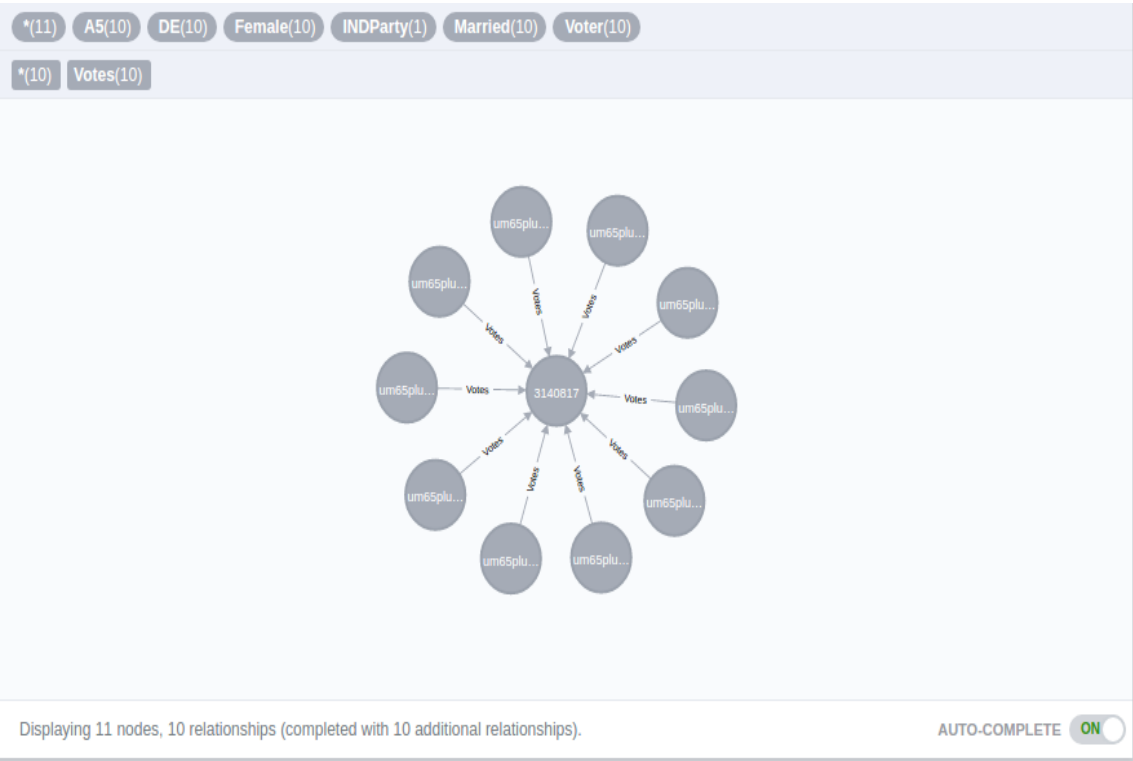 *(11) A5(10) DE(10) Female(10) INDParty(1) Married(10) Voter(10)
*(10) Votes(10)
um65plu...
um65plu...
um65plu...
um65plu...
Votes
Votes
Votes
Votes
um65plu...
Votes
3140817
Votes
um65plu...
Votes
Votes
Votes
Votes
um65plu...
um65plu...
um65plu...
um65plu...
Displaying 11 nodes, 10 relationships (completed with 10 additional relationships).
AUTO-COMPLETE ON